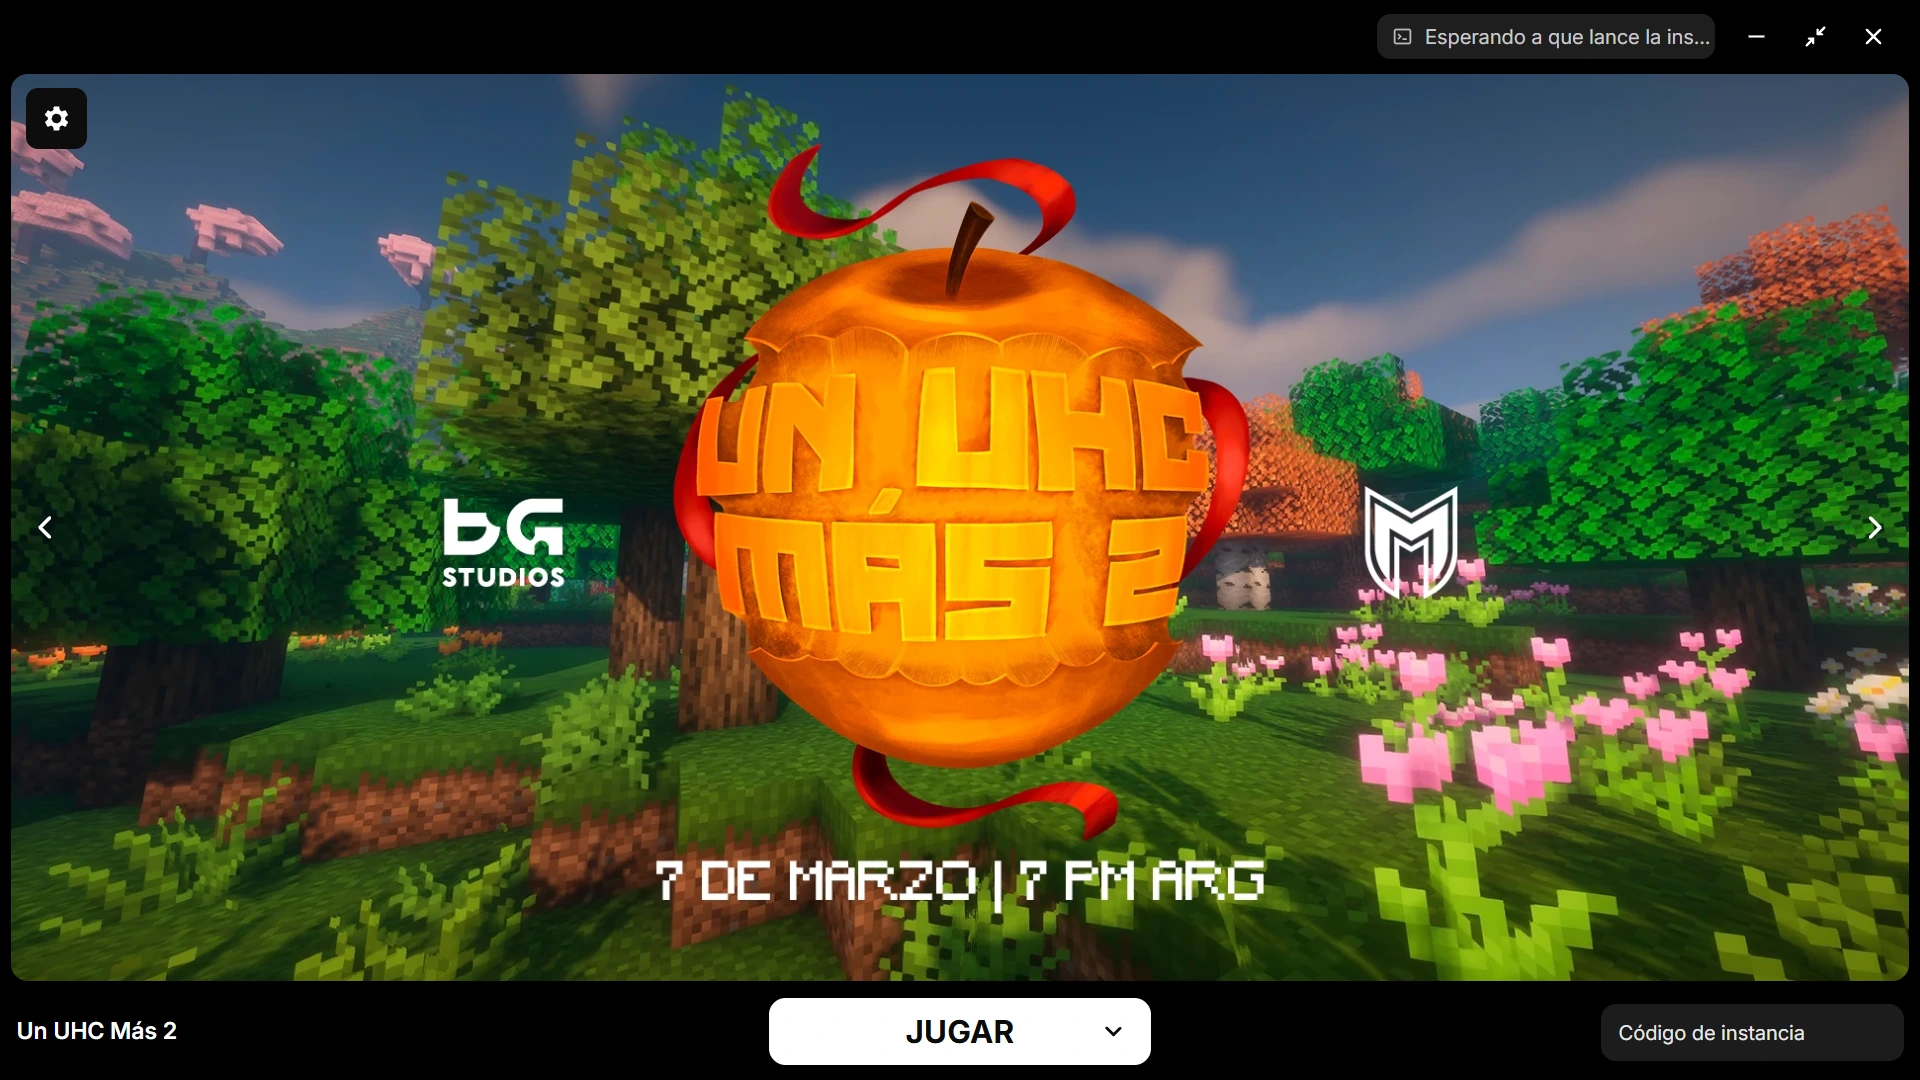 Esperando a que lance la ins...
UN UHC
MÁS 2
bG
STUDIOS
M
7 DE MARZO | 7 PM ARG
Un UHC Más 2
JUGAR
Código de instancia